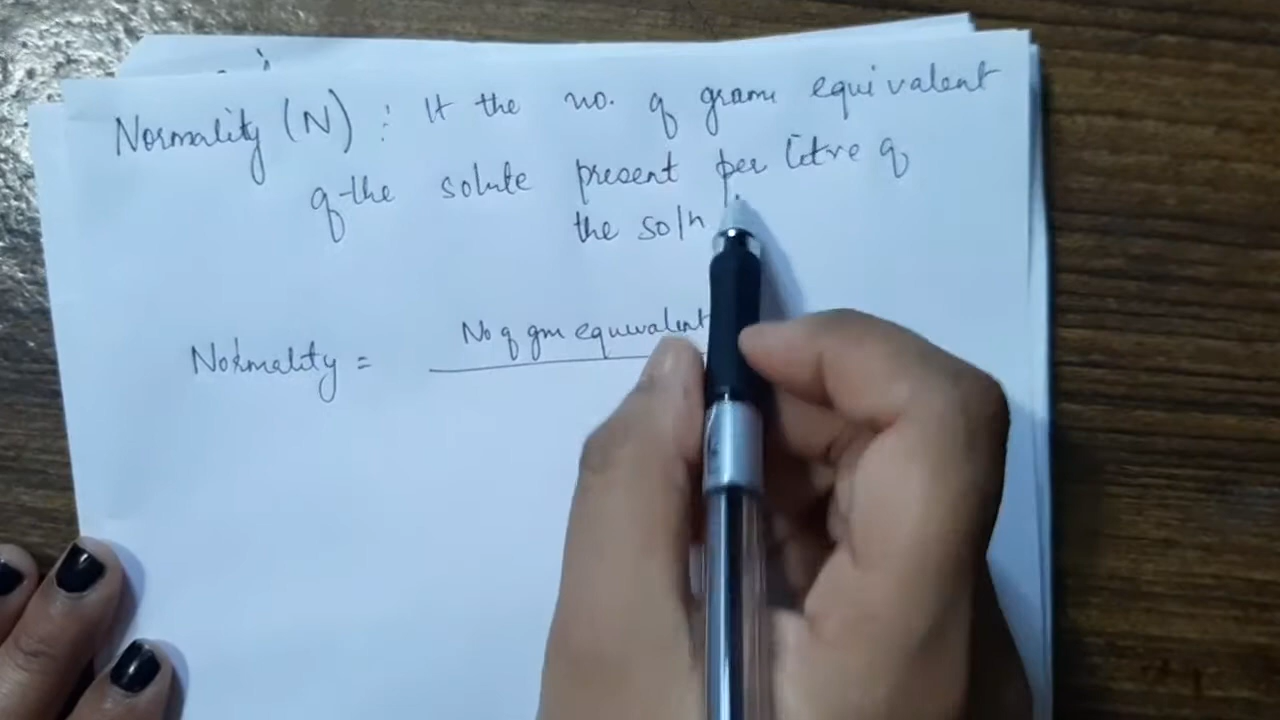 Normality (N) : It the no. of gram equivalent
of the solute present per litre of
the soln
No of gm equivalent
Normality =